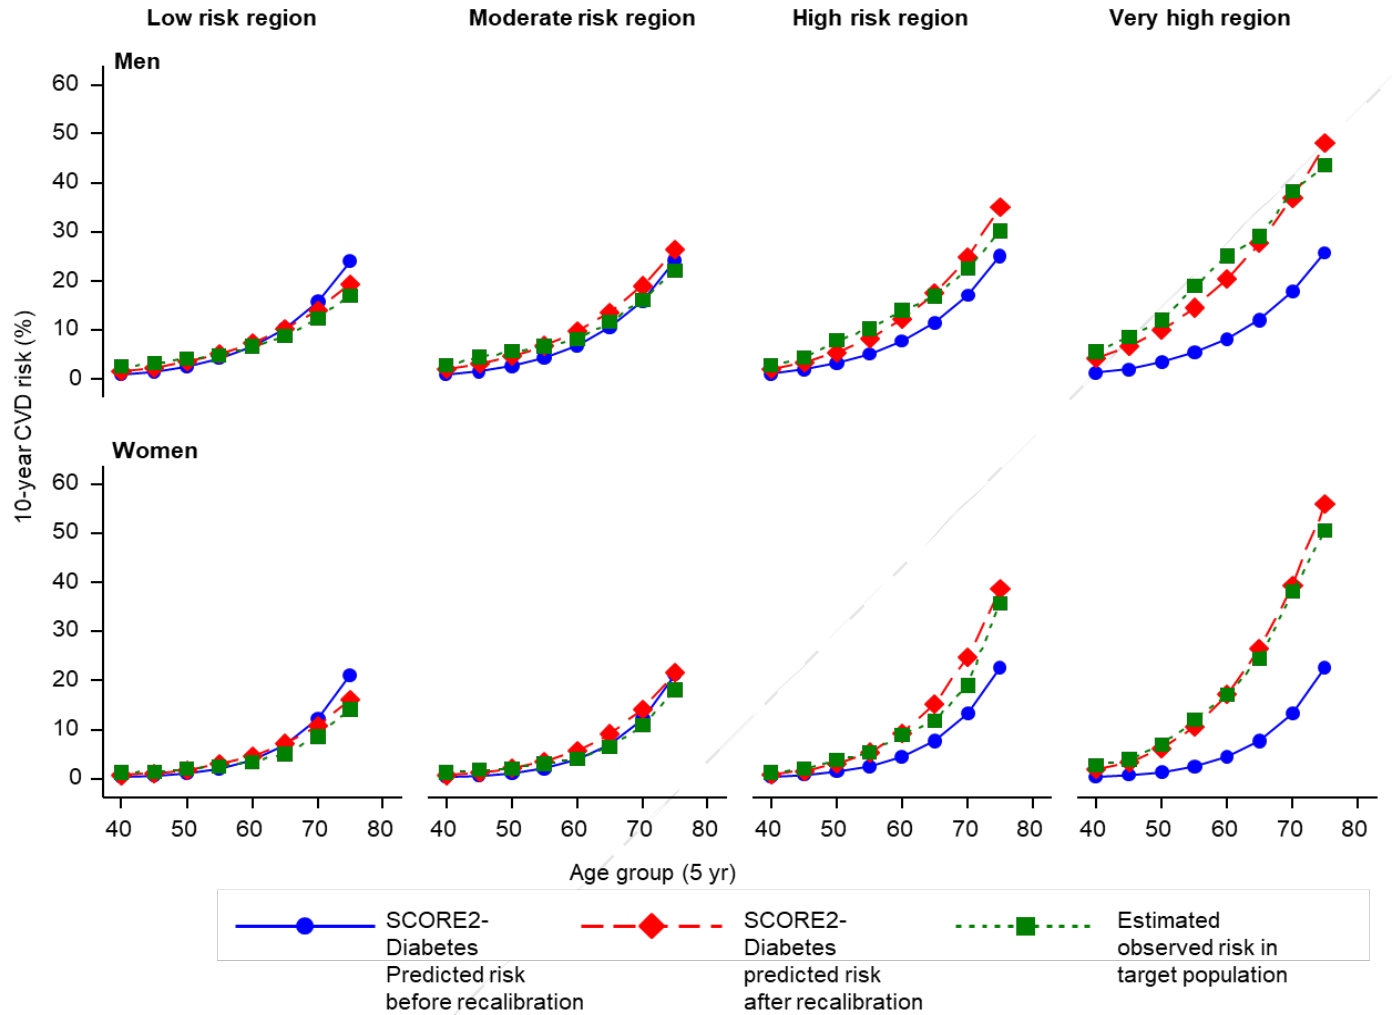 Low risk region
Moderate risk region
High risk region
Very high region
Men
60
50
40
30
20
10
0
10-year CVD risk (%)
Women
60
50
40
30
20
10
0
40 50 60 70 80
40 50 60 70 80
40 50 60 70 80
40 50 60 70 80
Age group (5 yr)
SCORE2-
Diabetes
Predicted risk
before recalibration
SCORE2-
Diabetes
predicted risk
after recalibration
Estimated
observed risk in
target population